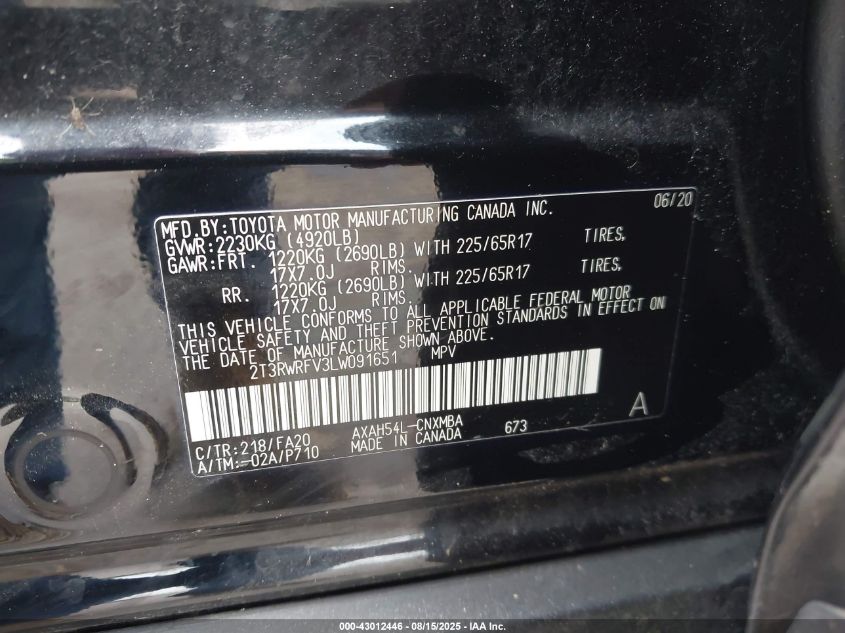 MFD.BY:TOYOTA MOTOR MANUFACTURING CANADA INC. 06/20
GVWR:2230KG (4920LB)
GAWR:FRT. 1220KG (2690LB) WITH 225/65R17 TIRES,
17X7.0J RIMS.
RR. 1220KG (2690LB) WITH 225/65R17 TIRES,
17X7.0J RIMS.
THIS VEHICLE CONFORMS TO ALL APPLICABLE FEDERAL MOTOR
VEHICLE SAFETY AND THEFT PREVENTION STANDARDS IN EFFECT ON
THE DATE OF MANUFACTURE SHOWN ABOVE.
2T3RWRFV3LW091651 MPV
A
C/TR:218/FA20 AXAH54L-CNXMBA 673
A/TM:-02A/P710 MADE IN CANADA
000-43012446 - 08/15/2025 - IAA Inc.